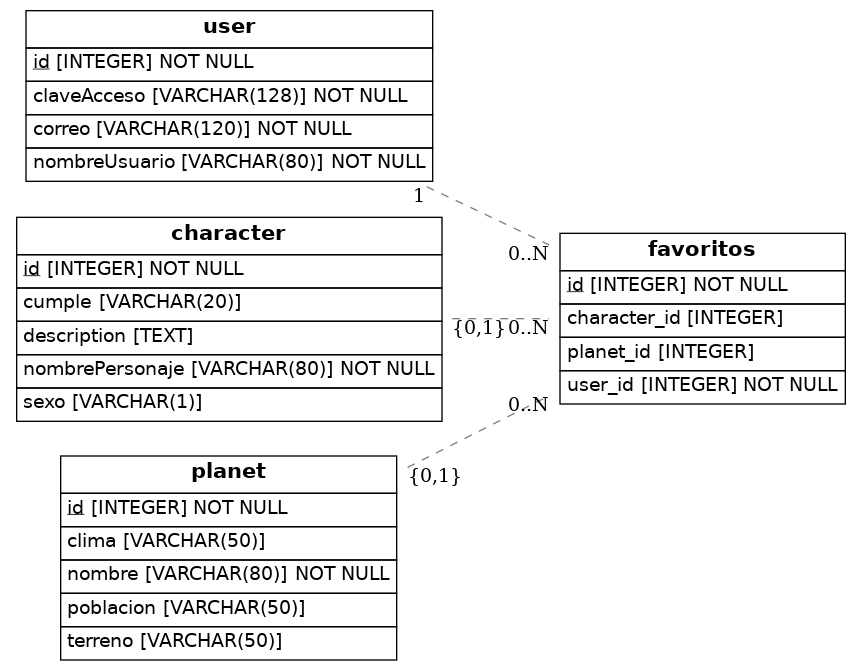 user
id [INTEGER] NOT NULL
claveAcceso [VARCHAR(128)] NOT NULL
correo [VARCHAR(120)] NOT NULL
nombreUsuario [VARCHAR(80)] NOT NULL
1
0..N
character
id [INTEGER] NOT NULL
cumple [VARCHAR(20)]
description [TEXT]
nombrePersonaje [VARCHAR(80)] NOT NULL
sexo [VARCHAR(1)]
{0,1}
0..N
favoritos
id [INTEGER] NOT NULL
character_id [INTEGER]
planet_id [INTEGER]
user_id [INTEGER] NOT NULL
0..N
{0,1}
planet
id [INTEGER] NOT NULL
clima [VARCHAR(50)]
nombre [VARCHAR(80)] NOT NULL
poblacion [VARCHAR(50)]
terreno [VARCHAR(50)]